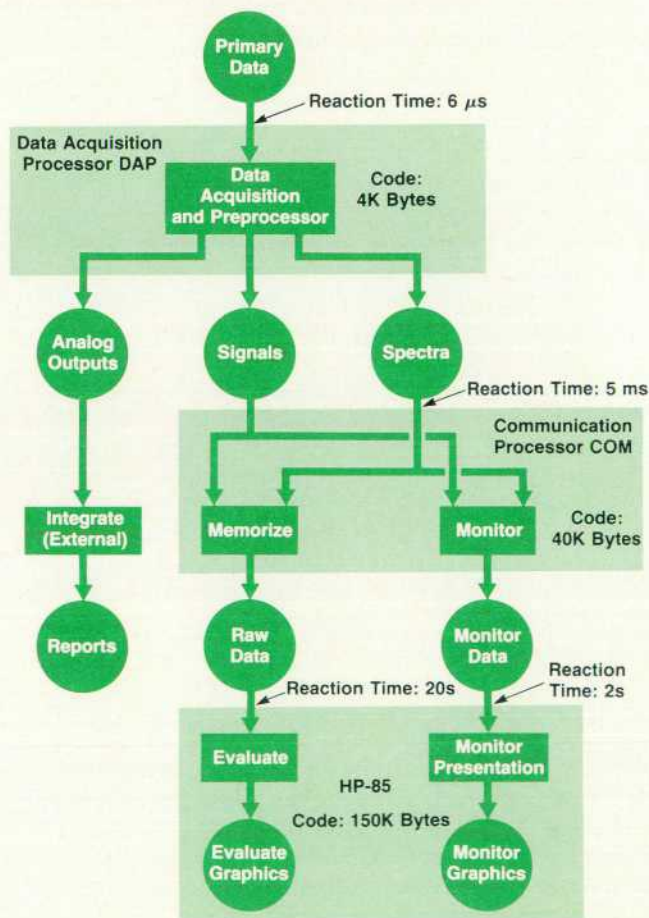 Primary
Data
Reaction Time: 6 μs
Data Acquisition
Processor DAP
Data
Acquisition
and Preprocessor
Code:
4K Bytes
Analog
Outputs
Signals
Spectra
Reaction Time: 5 ms
Communication
Processor COM
Integrate
(External)
Memorize
Monitor
Code:
40K Bytes
Reports
Raw
Data
Monitor
Data
Reaction Time: 20s
Reaction
Time: 2s
Evaluate
Monitor
Presentation
HP-85
Code: 150K Bytes
Evaluate
Graphics
Monitor
Graphics